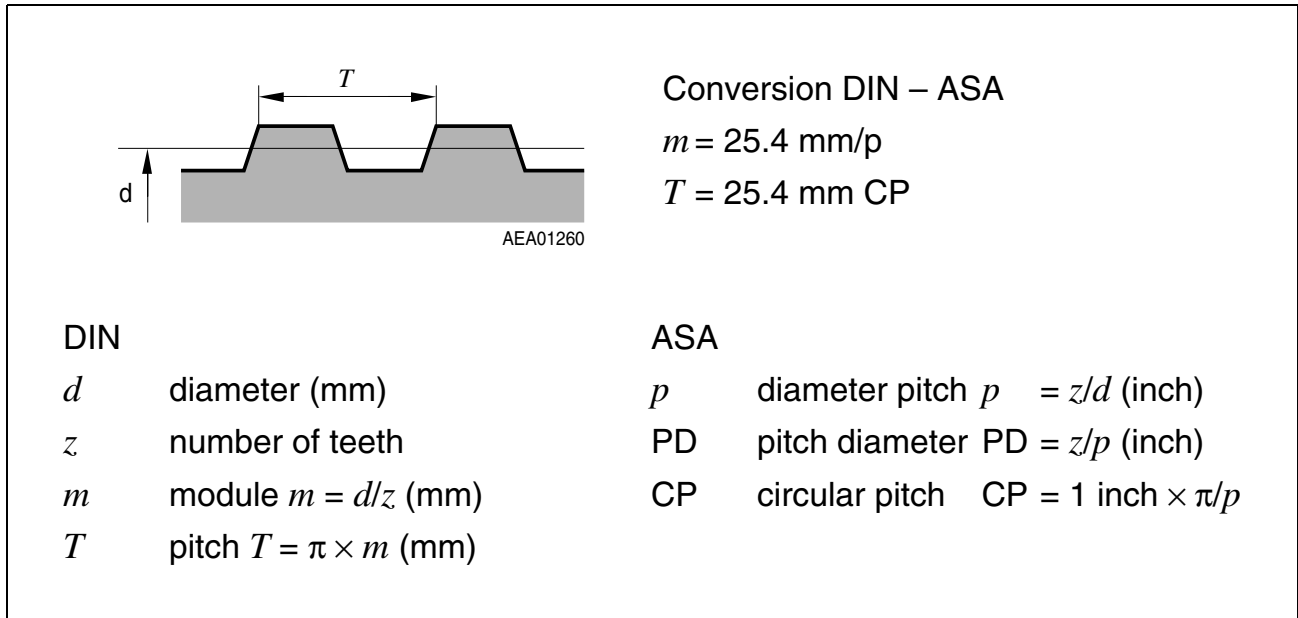 T
d
AEA01260
Conversion DIN – ASA
m = 25.4 mm/p
T = 25.4 mm CP
DIN
d diameter (mm)
z number of teeth
m module m = d/z (mm)
T pitch T = π × m (mm)
ASA
p diameter pitch p = z/d (inch)
PD pitch diameter PD = z/p (inch)
CP circular pitch CP = 1 inch × π/p